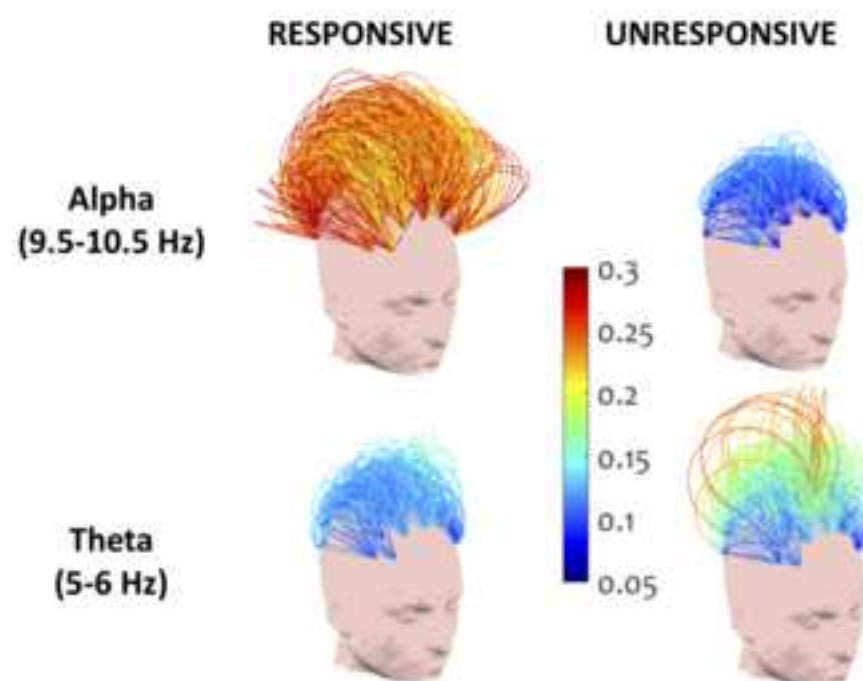 RESPONSIVE UNRESPONSIVE
Alpha
(9.5-10.5 Hz)
0.3
0.25
0.2
0.15
0.1
0.05
Theta
(5-6 Hz)